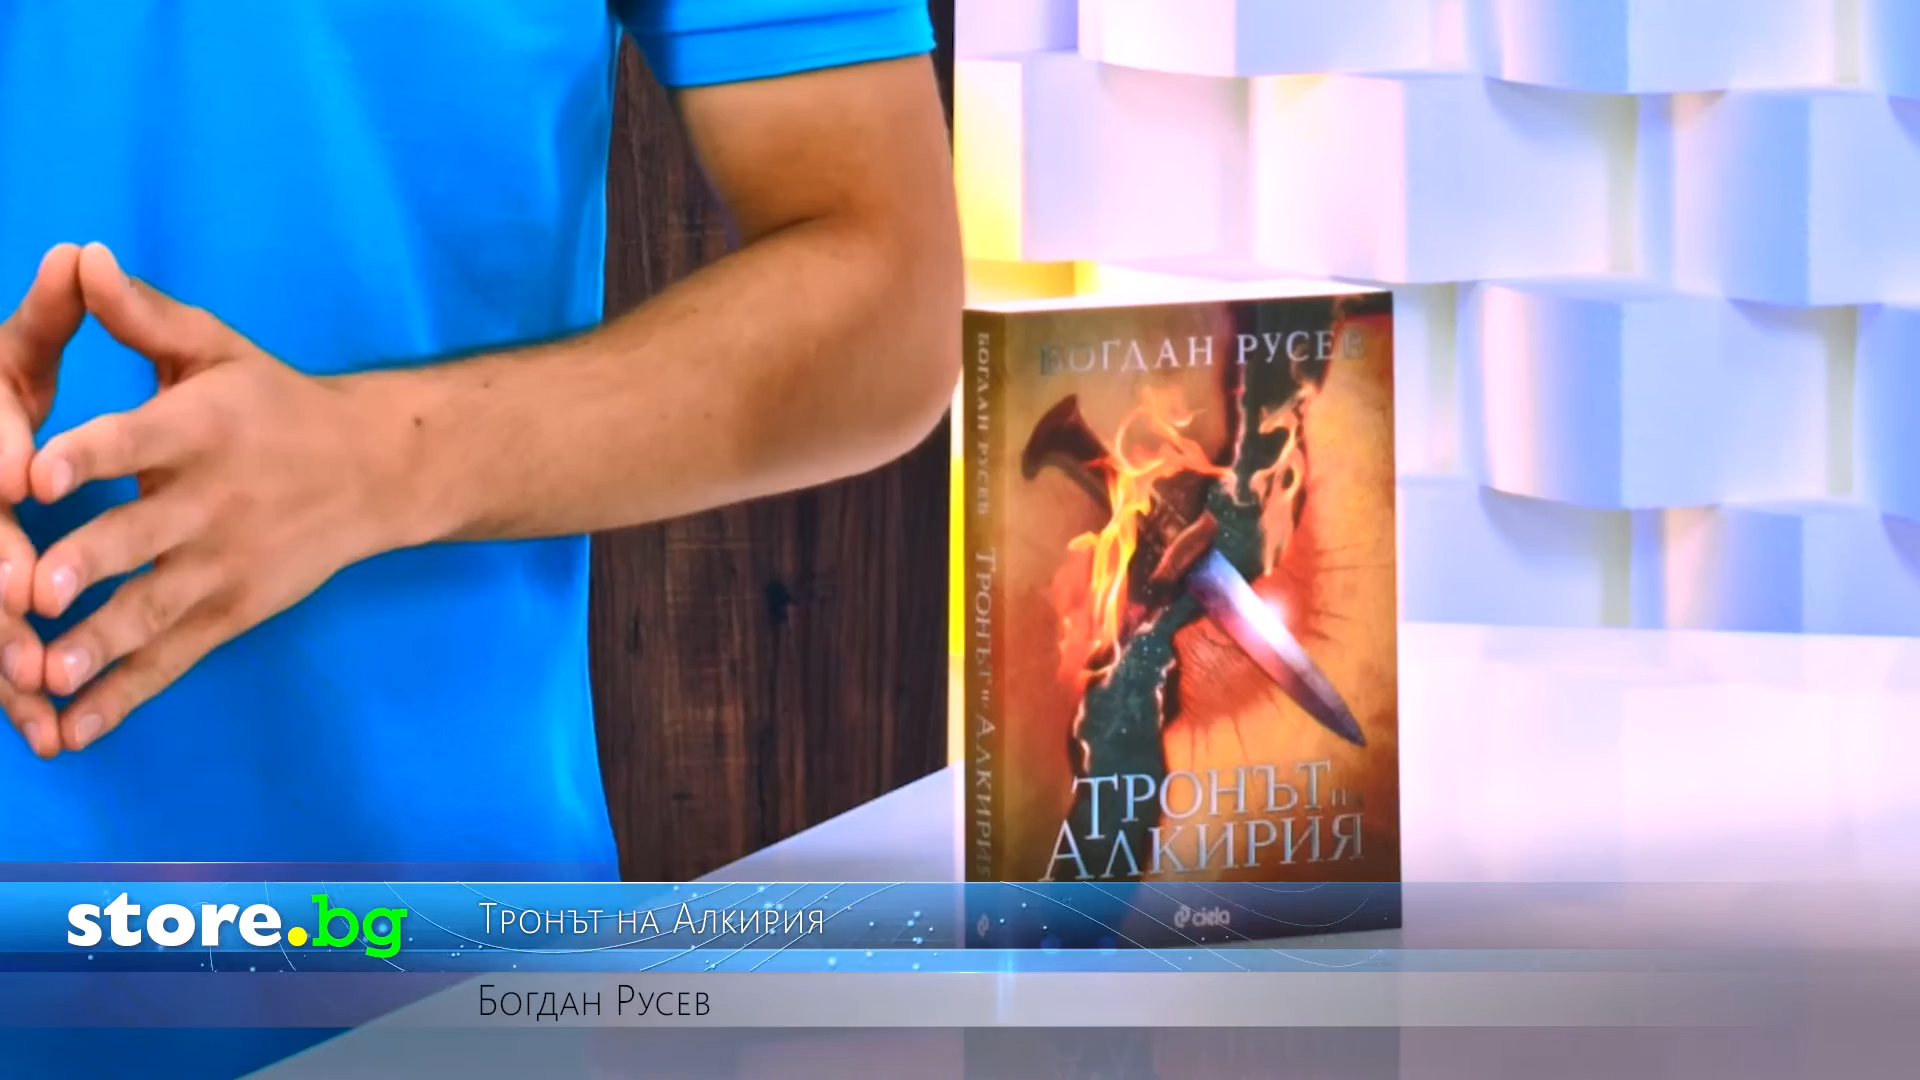 БОГДАН РУСЕВ
ТРОНЪТ на
АЛКИРИЯ
ciela
БОГДАН РУСЕВ ТРОНЪТ на АЛКИРИЯ
store.bg
Тронът на Алкирия
Богдан Русев